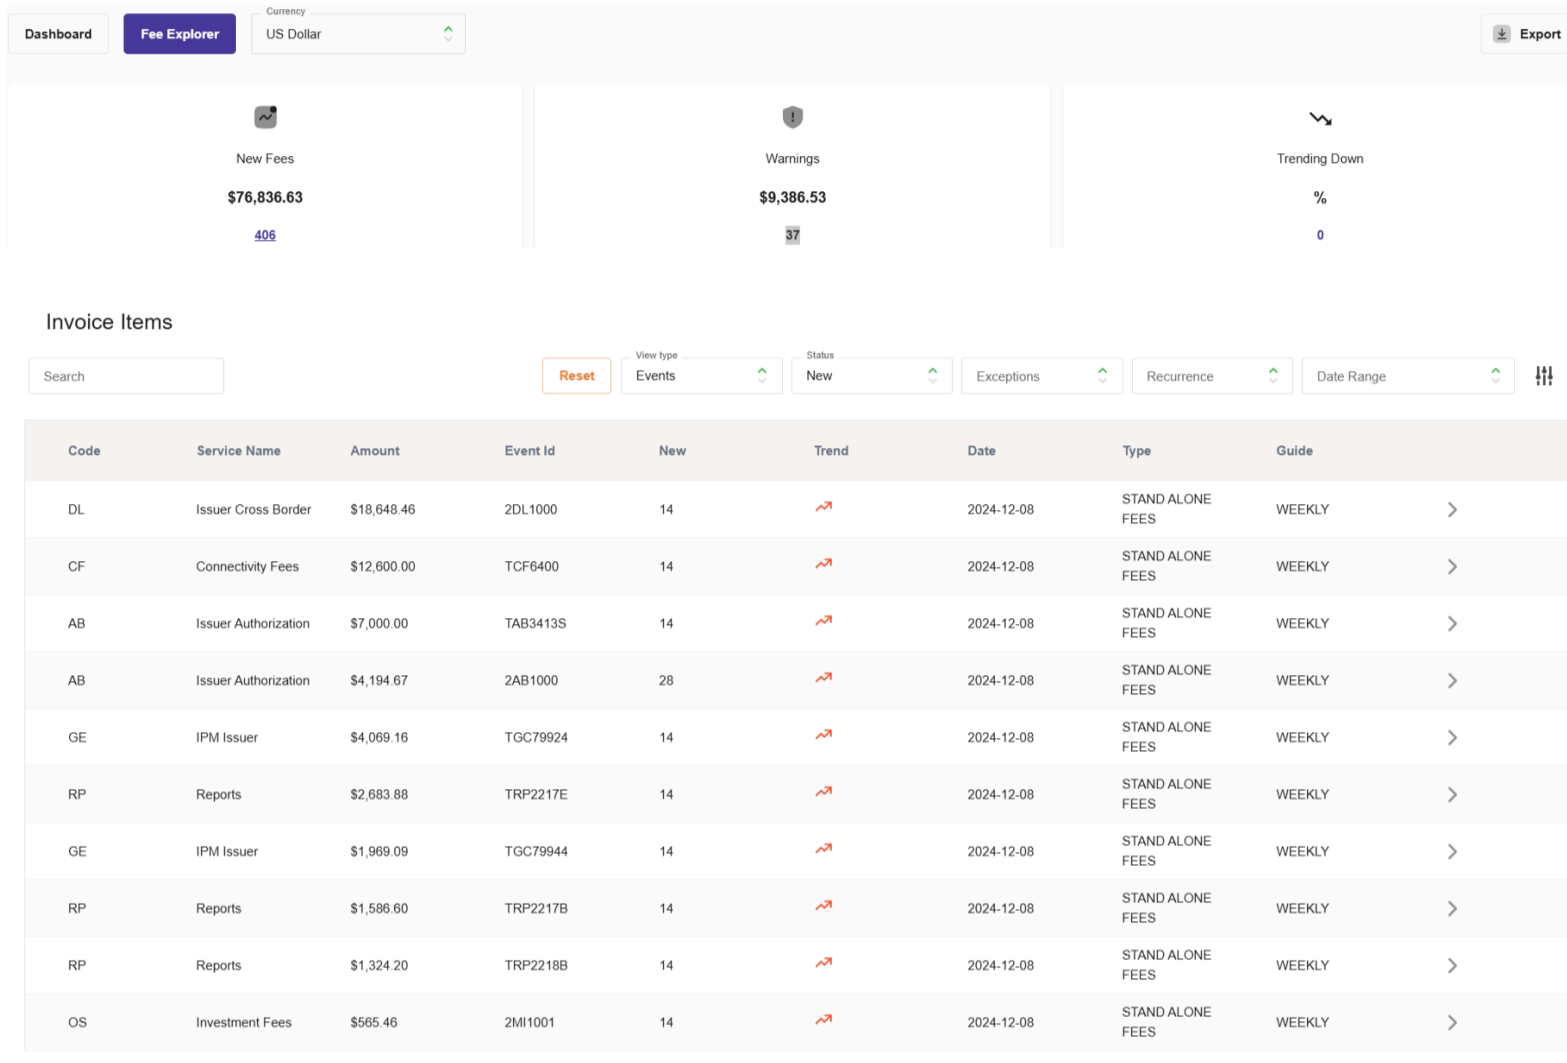 Dashboard
Fee Explorer
Currency
US Dollar
Export
New Fees
$76,836.63
406
Warnings
$9,386.53
37
Trending Down
%
0
Invoice Items
Search
Reset
View type
Events
Status
New
Exceptions
Recurrence
Date Range
Code Service Name Amount Event Id New Trend Date Type Guide
DL Issuer Cross Border $18,648.46 2DL1000 14 2024-12-08 STAND ALONE FEES WEEKLY
CF Connectivity Fees $12,600.00 TCF6400 14 2024-12-08 STAND ALONE FEES WEEKLY
AB Issuer Authorization $7,000.00 TAB3413S 14 2024-12-08 STAND ALONE FEES WEEKLY
AB Issuer Authorization $4,194.67 2AB1000 28 2024-12-08 STAND ALONE FEES WEEKLY
GE IPM Issuer $4,069.16 TGC79924 14 2024-12-08 STAND ALONE FEES WEEKLY
RP Reports $2,683.88 TRP2217E 14 2024-12-08 STAND ALONE FEES WEEKLY
GE IPM Issuer $1,969.09 TGC79944 14 2024-12-08 STAND ALONE FEES WEEKLY
RP Reports $1,586.60 TRP2217B 14 2024-12-08 STAND ALONE FEES WEEKLY
RP Reports $1,324.20 TRP2218B 14 2024-12-08 STAND ALONE FEES WEEKLY
OS Investment Fees $565.46 2MI1001 14 2024-12-08 STAND ALONE FEES WEEKLY